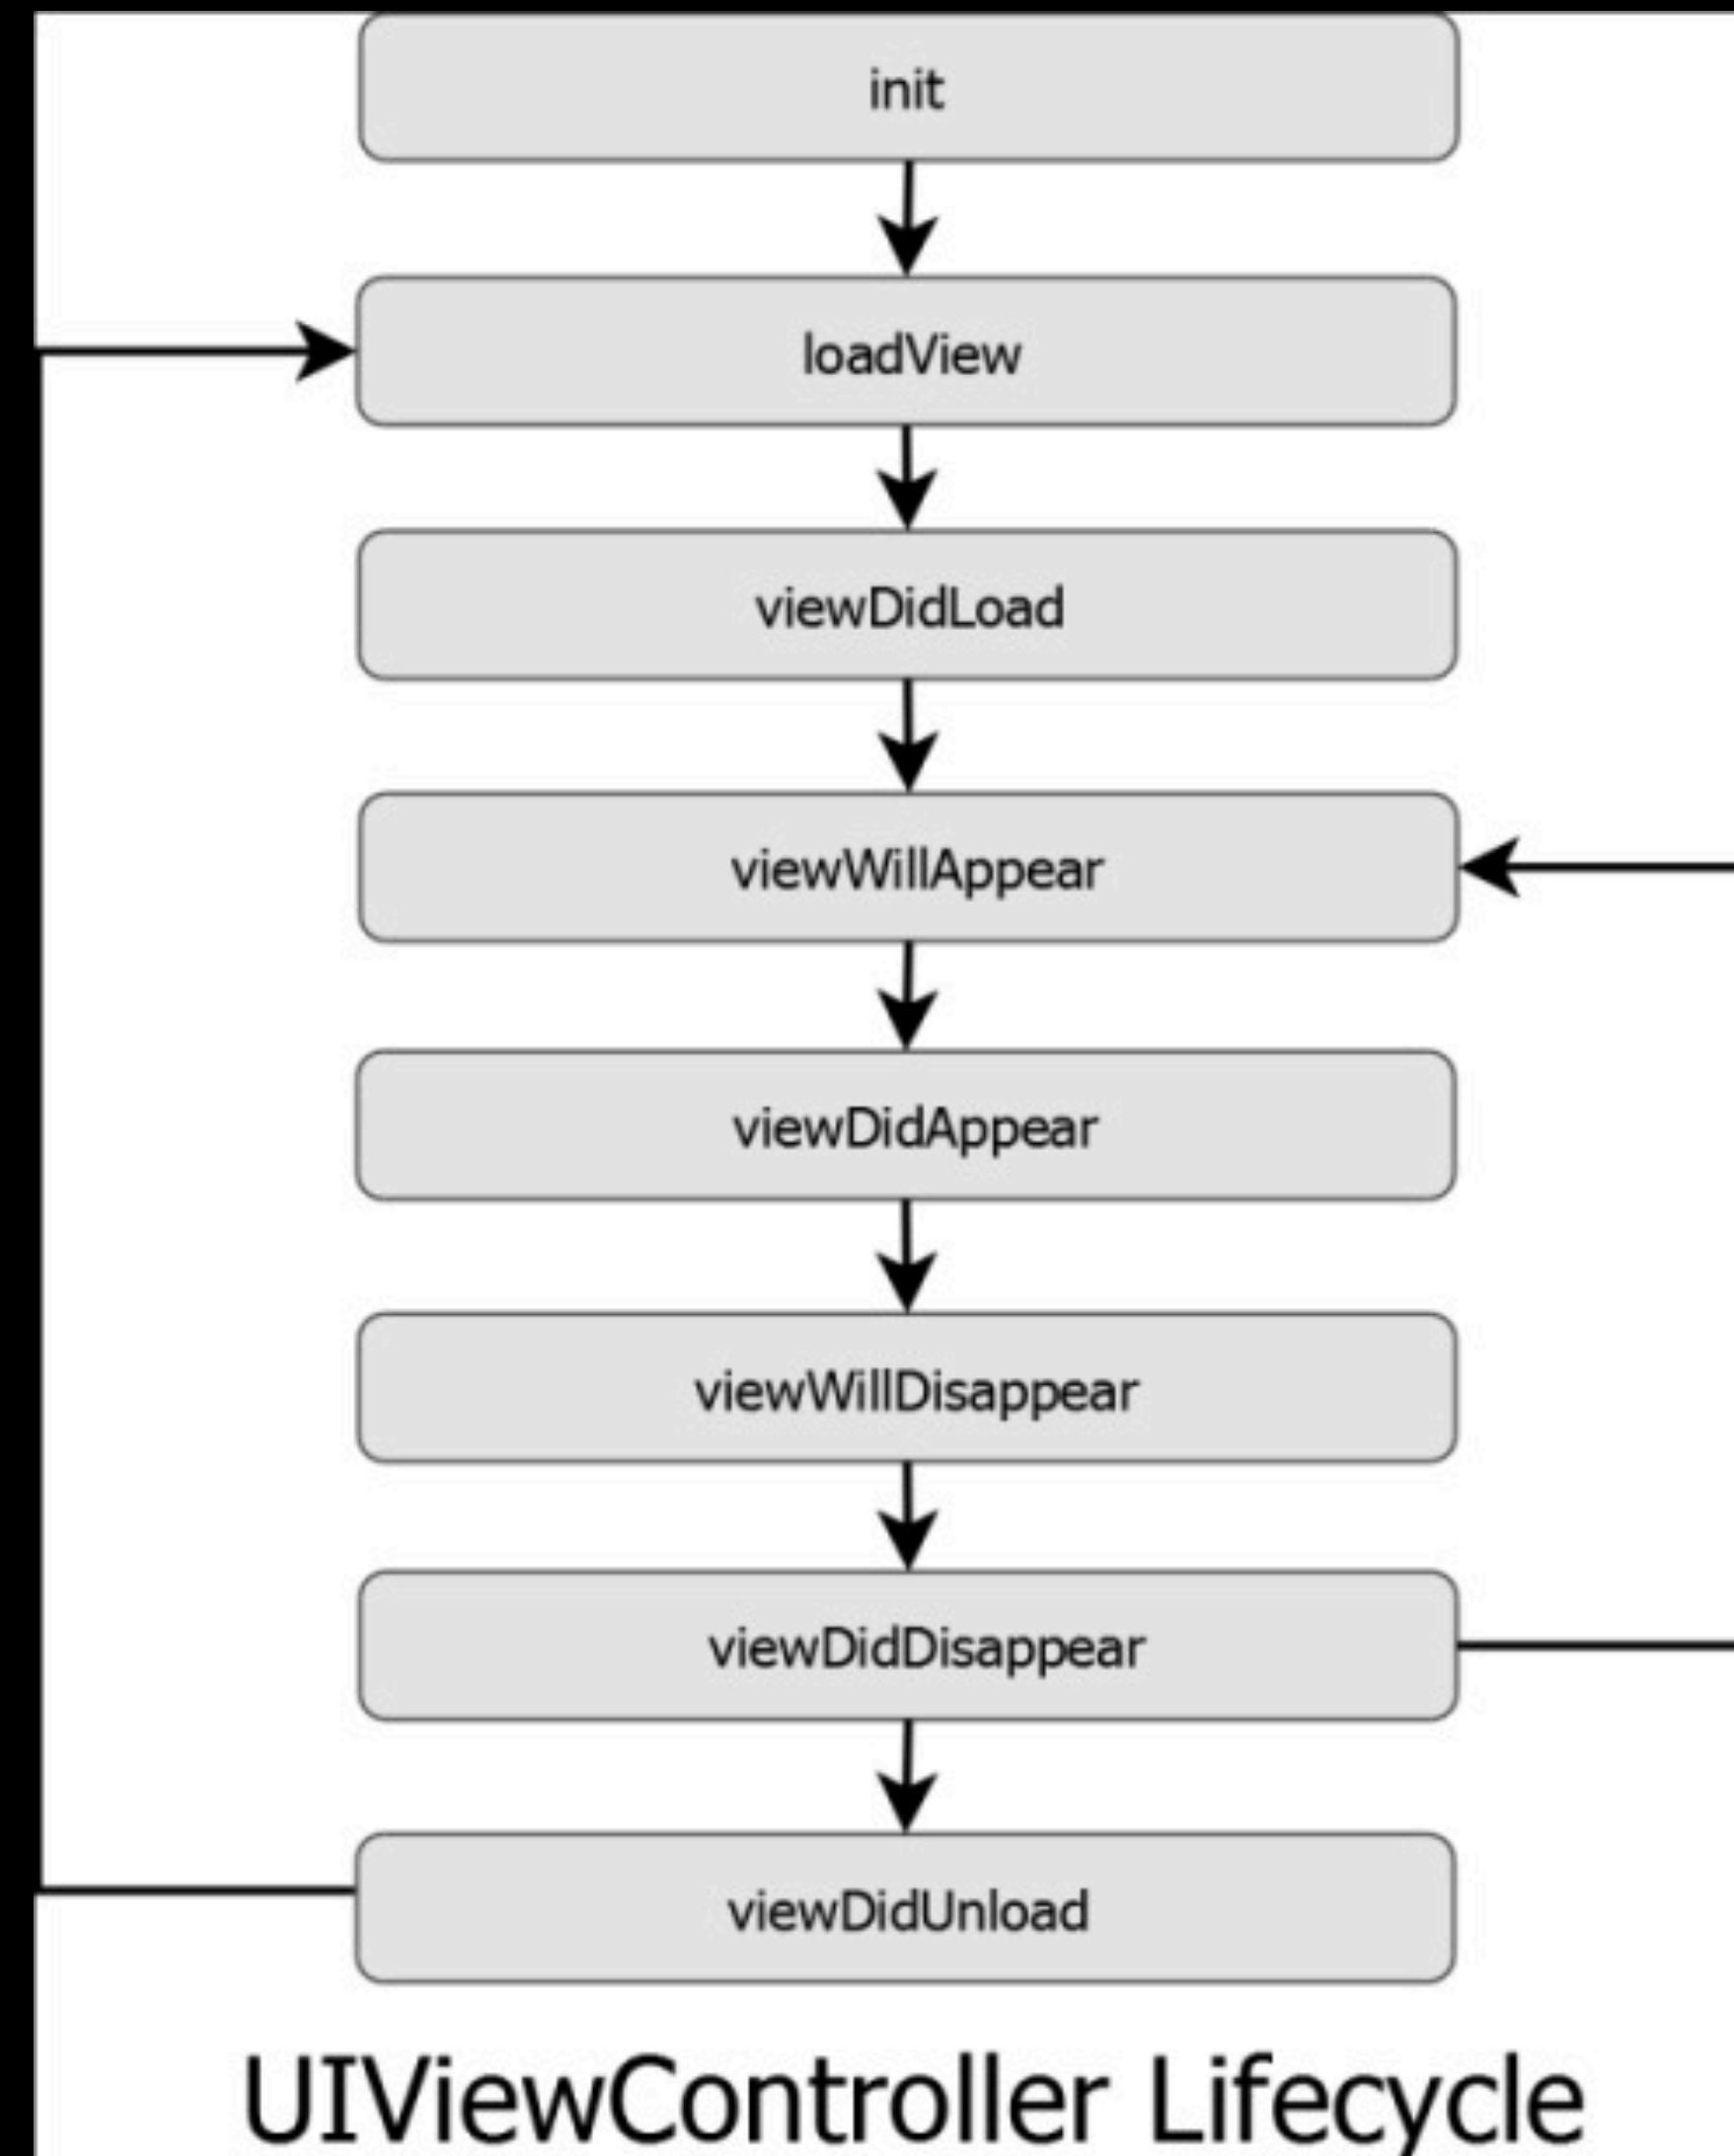 init
loadView
viewDidLoad
viewWillAppear
viewDidAppear
viewWillDisappear
viewDidDisappear
viewDidUnload
UIViewController Lifecycle